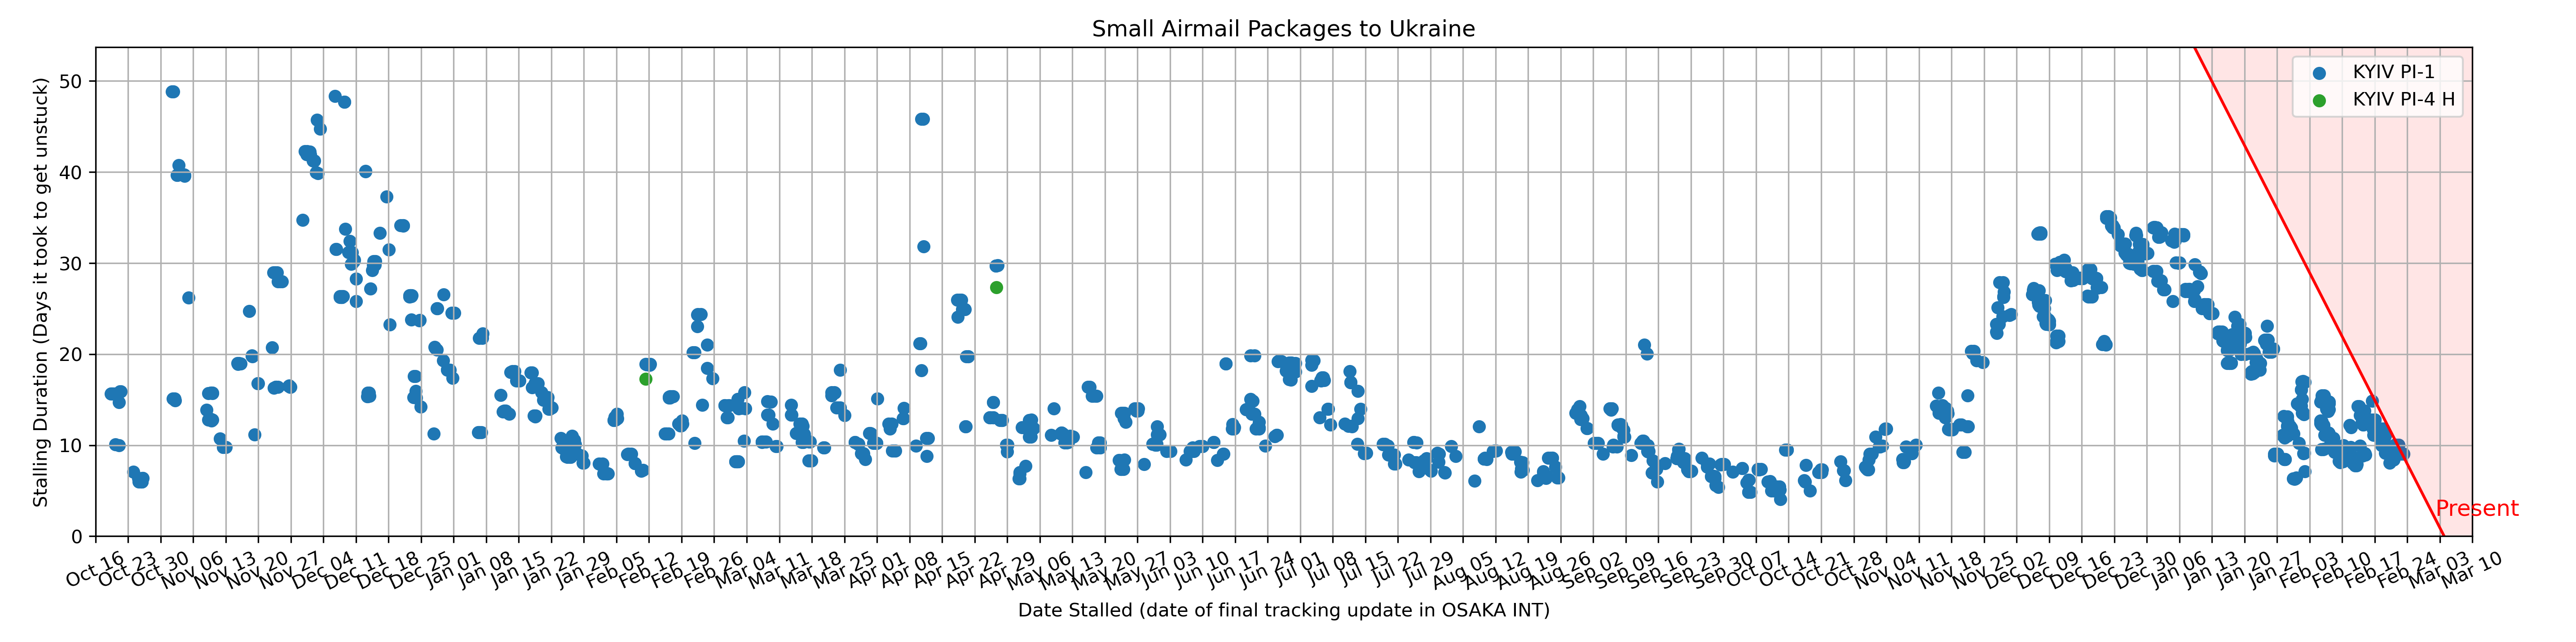 Small Airmail Packages to Ukraine
Stalling Duration (Days it took to get unstuck)
50
40
30
20
10
0
KYIV PI-1
KYIV PI-4 H
Present
Oct 16
Oct 23
Oct 30
Nov 06
Nov 13
Nov 20
Nov 27
Dec 04
Dec 11
Dec 18
Dec 25
Jan 01
Jan 08
Jan 15
Jan 22
Jan 29
Feb 05
Feb 12
Feb 19
Feb 26
Mar 04
Mar 11
Mar 18
Mar 25
Apr 01
Apr 08
Apr 15
Apr 22
Apr 29
May 06
May 13
May 20
May 27
Jun 03
Jun 10
Jun 17
Jun 24
Jul 01
Jul 08
Jul 15
Jul 22
Jul 29
Aug 05
Aug 12
Aug 19
Aug 26
Sep 02
Sep 09
Sep 16
Sep 23
Sep 30
Oct 07
Oct 14
Oct 21
Oct 28
Nov 04
Nov 11
Nov 18
Nov 25
Dec 02
Dec 09
Dec 16
Dec 23
Dec 30
Jan 06
Jan 13
Jan 20
Jan 27
Feb 03
Feb 10
Feb 17
Feb 24
Mar 03
Mar 10
Date Stalled (date of final tracking update in OSAKA INT)